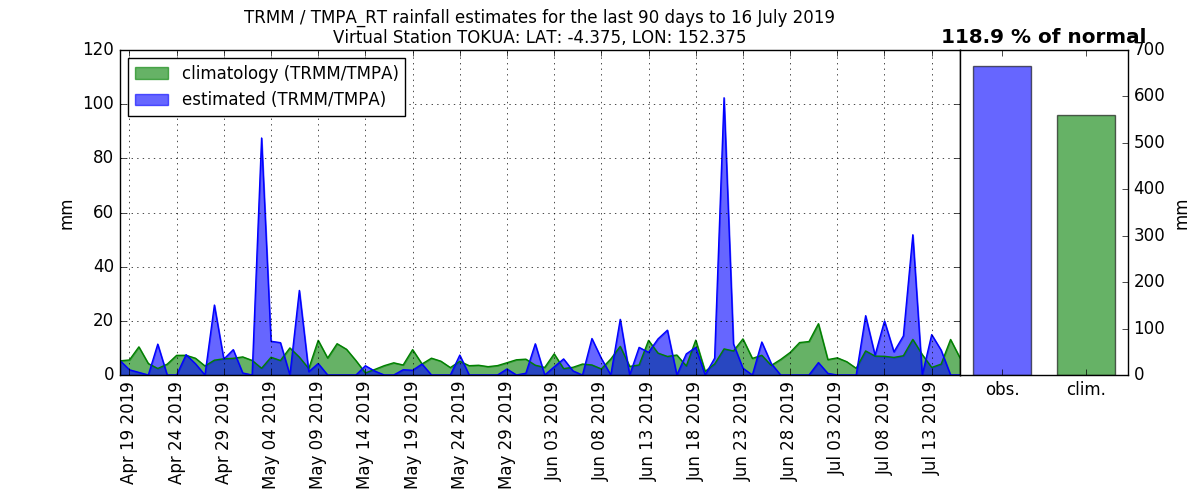 TRMM / TMPA_RT rainfall estimates for the last 90 days to 16 July 2019
Virtual Station TOKUA: LAT: -4.375, LON: 152.375
118.9 % of normal
climatology (TRMM/TMPA)
estimated (TRMM/TMPA)
120
100
80
60
40
20
0
mm
Apr 19 2019
Apr 24 2019
Apr 29 2019
May 04 2019
May 09 2019
May 14 2019
May 19 2019
May 24 2019
May 29 2019
Jun 03 2019
Jun 08 2019
Jun 13 2019
Jun 18 2019
Jun 23 2019
Jun 28 2019
Jul 03 2019
Jul 08 2019
Jul 13 2019
obs.
clim.
700
600
500
400
300
200
100
0
mm